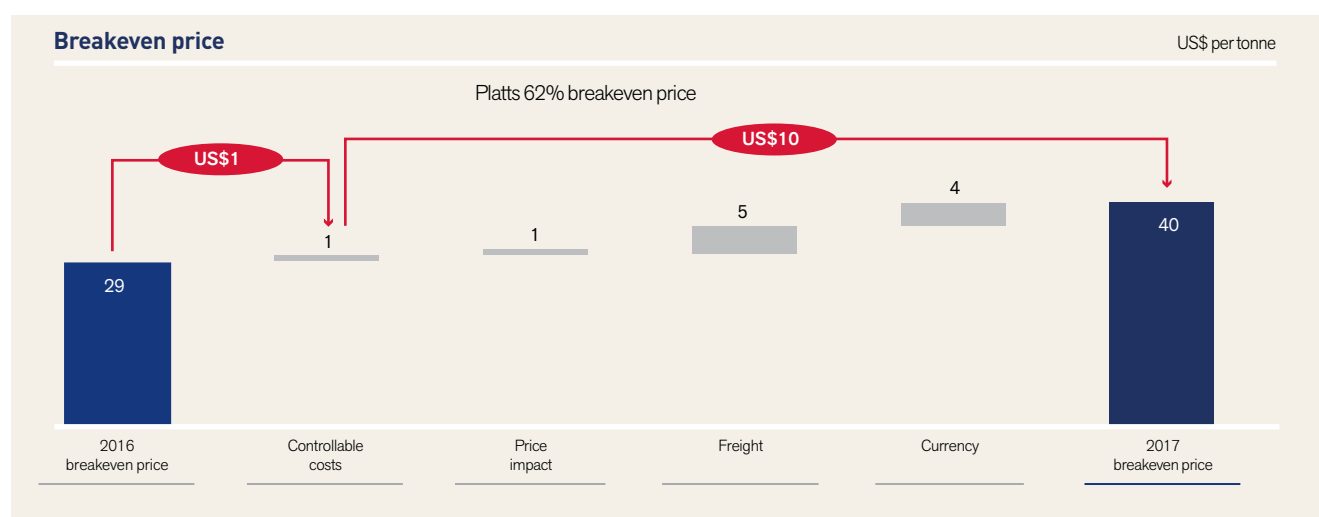 Breakeven price
US$ per tonne
Platts 62% breakeven price
US$1
US$10
29
1
1
5
4
40
2016
breakeven price
Controllable
costs
Price
impact
Freight
Currency
2017
breakeven price